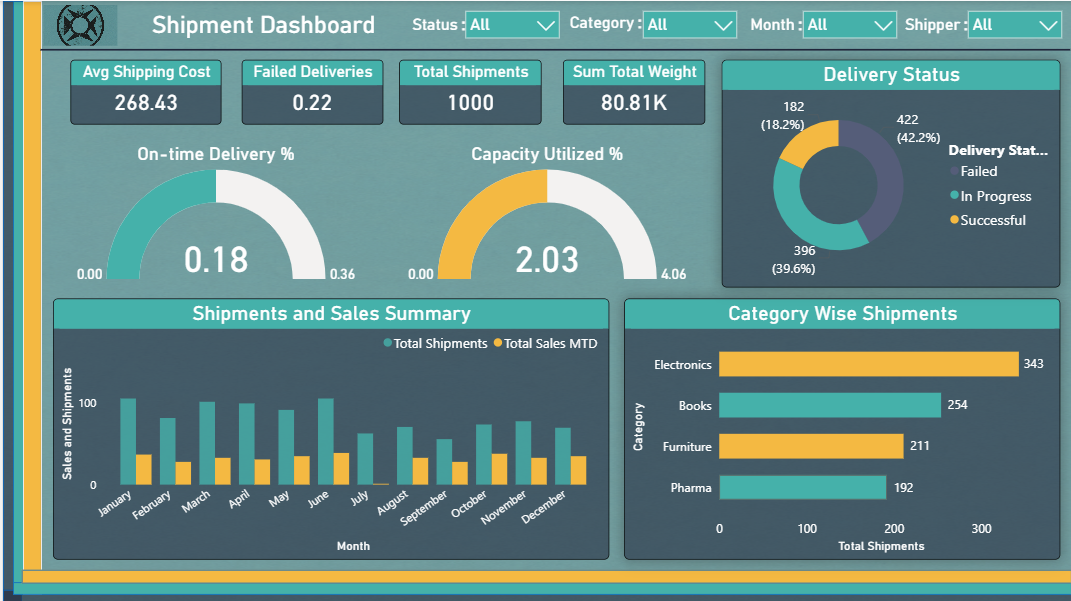 Shipment Dashboard
Status : All
Category : All
Month : All
Shipper : All
Avg Shipping Cost
268.43
Failed Deliveries
0.22
Total Shipments
1000
Sum Total Weight
80.81K
Delivery Status
182
(18.2%)
422
(42.2%)
396
(39.6%)
Delivery Stat...
Failed
In Progress
Successful
On-time Delivery %
0.18
0.00
0.36
Capacity Utilized %
2.03
0.00
4.06
Shipments and Sales Summary
Total Shipments
Total Sales MTD
Sales and Shipments
100
0
January
February
March
April
May
June
July
August
September
October
November
December
Month
Category Wise Shipments
Category
Electronics
343
Books
254
Furniture
211
Pharma
192
0
100
200
300
Total Shipments